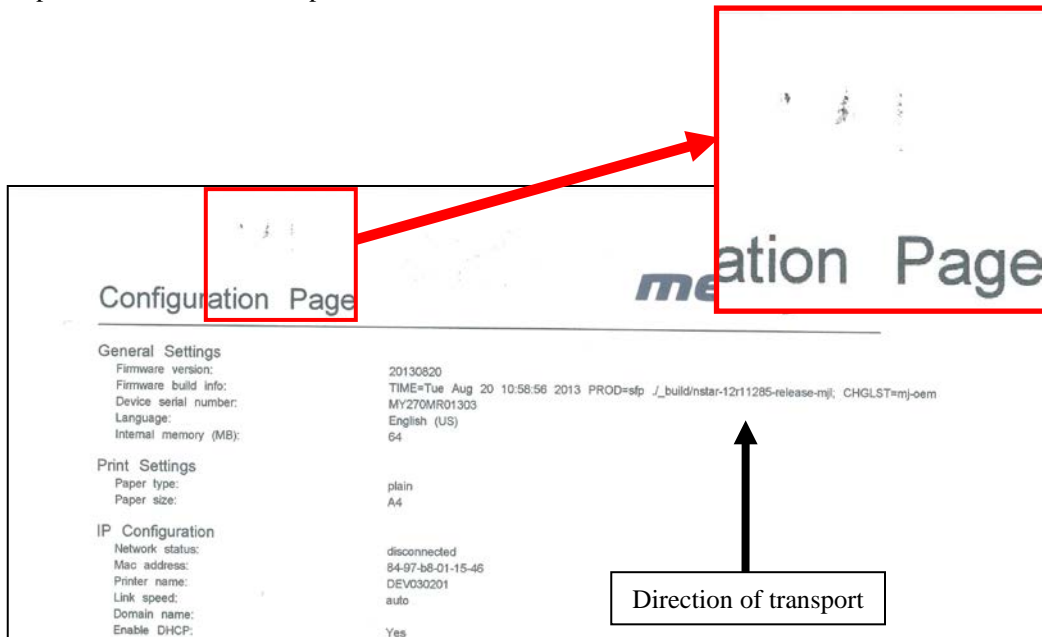 ation Page
Configuration Page
me
General Settings
Firmware version: 20130820
Firmware build info: TIME=Tue Aug 20 10:58:56 2013 PROD=sfp ./_build/nstar-12r11285-release-mjl; CHGLST=mj-oem
Device serial number: MY270MR01303
Language: English (US)
Internal memory (MB): 64
Print Settings
Paper type: plain
Paper size: A4
IP Configuration
Network status: disconnected
Mac address: 84-97-b8-01-15-46
Printer name: DEV030201
Link speed: auto
Domain name:
Enable DHCP: Yes
Direction of transport